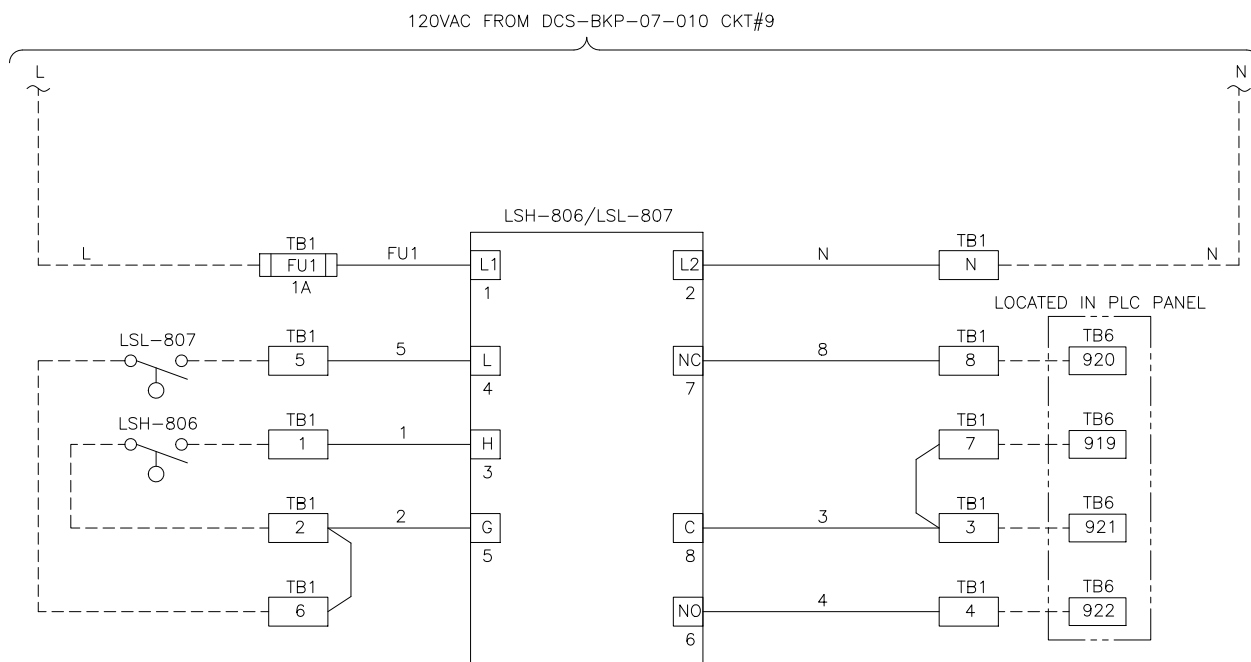 120VAC FROM DCS-BKP-07-010 CKT#9
L
N
LSH-806/LSL-807
L
TB1
FU1
1A
FU1
L1
1
L2
2
N
TB1
N
N
LOCATED IN PLC PANEL
LSL-807
TB1
5
5
L
4
NC
7
8
TB1
8
TB6
920
LSH-806
TB1
1
1
H
3
TB1
7
TB6
919
TB1
2
2
G
5
C
8
3
TB1
3
TB6
921
TB1
6
NO
6
4
TB1
4
TB6
922